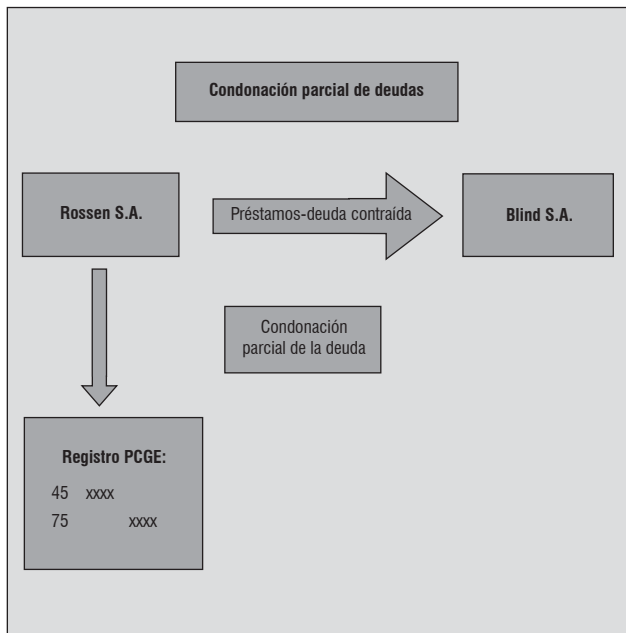 Condonación parcial de deudas
Rossen S.A.
Préstamos-deuda contraída
Blind S.A.
Condonación
parcial de la deuda
Registro PCGE:
45 xxxx
75 xxxx